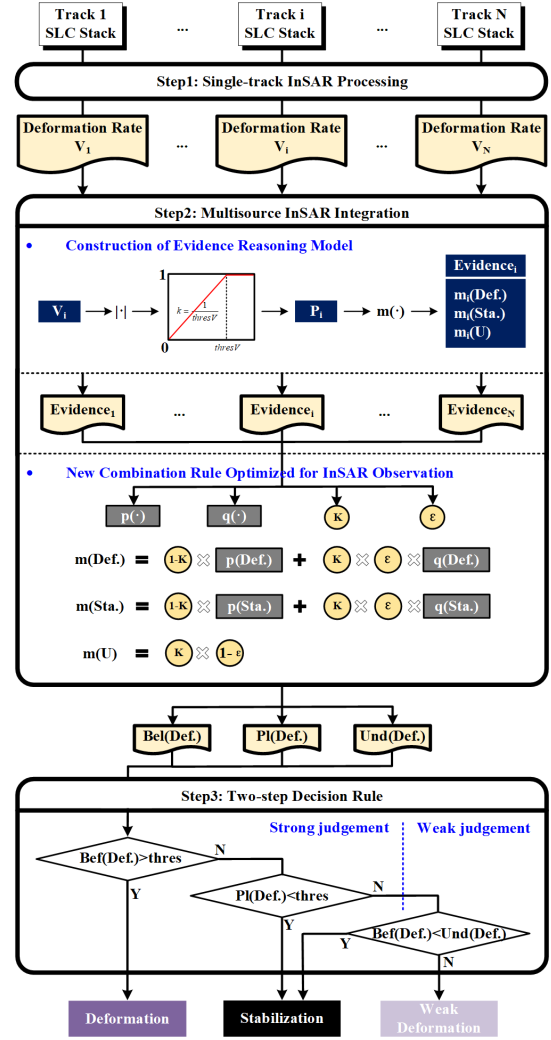 Track 1
SLC Stack
...
Track i
SLC Stack
...
Track N
SLC Stack
Step1: Single-track InSAR Processing
Deformation Rate
V1
...
Deformation Rate
Vi
...
Deformation Rate
VN
Step2: Multisource InSAR Integration
• Construction of Evidence Reasoning Model
Vi
|·|
1
k = 1/thresV
0
thresV
Pi
m(·)
Evidencei
mi(Def.)
mi(Sta.)
mi(U)
Evidence1
...
Evidencei
...
EvidenceN
• New Combination Rule Optimized for InSAR Observation
p(·)
q(·)
K
ε
m(Def.) = 1-K × p(Def.) + K × ε × q(Def.)
m(Sta.) = 1-K × p(Sta.) + K × ε × q(Sta.)
m(U) = K × 1- ε
Bel(Def.)
Pl(Def.)
Und(Def.)
Step3: Two-step Decision Rule
Strong judgement
Weak judgement
Bef(Def.)>thres
N
Y
Pl(Def.)<thres
N
Y
Bef(Def.)<Und(Def.)
Y
N
Deformation
Stabilization
Weak
Deformation